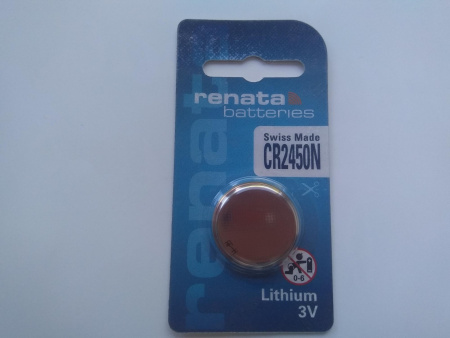 renata
batteries
Swiss Made
CR2450N
renata
0-6
Lithium
3V